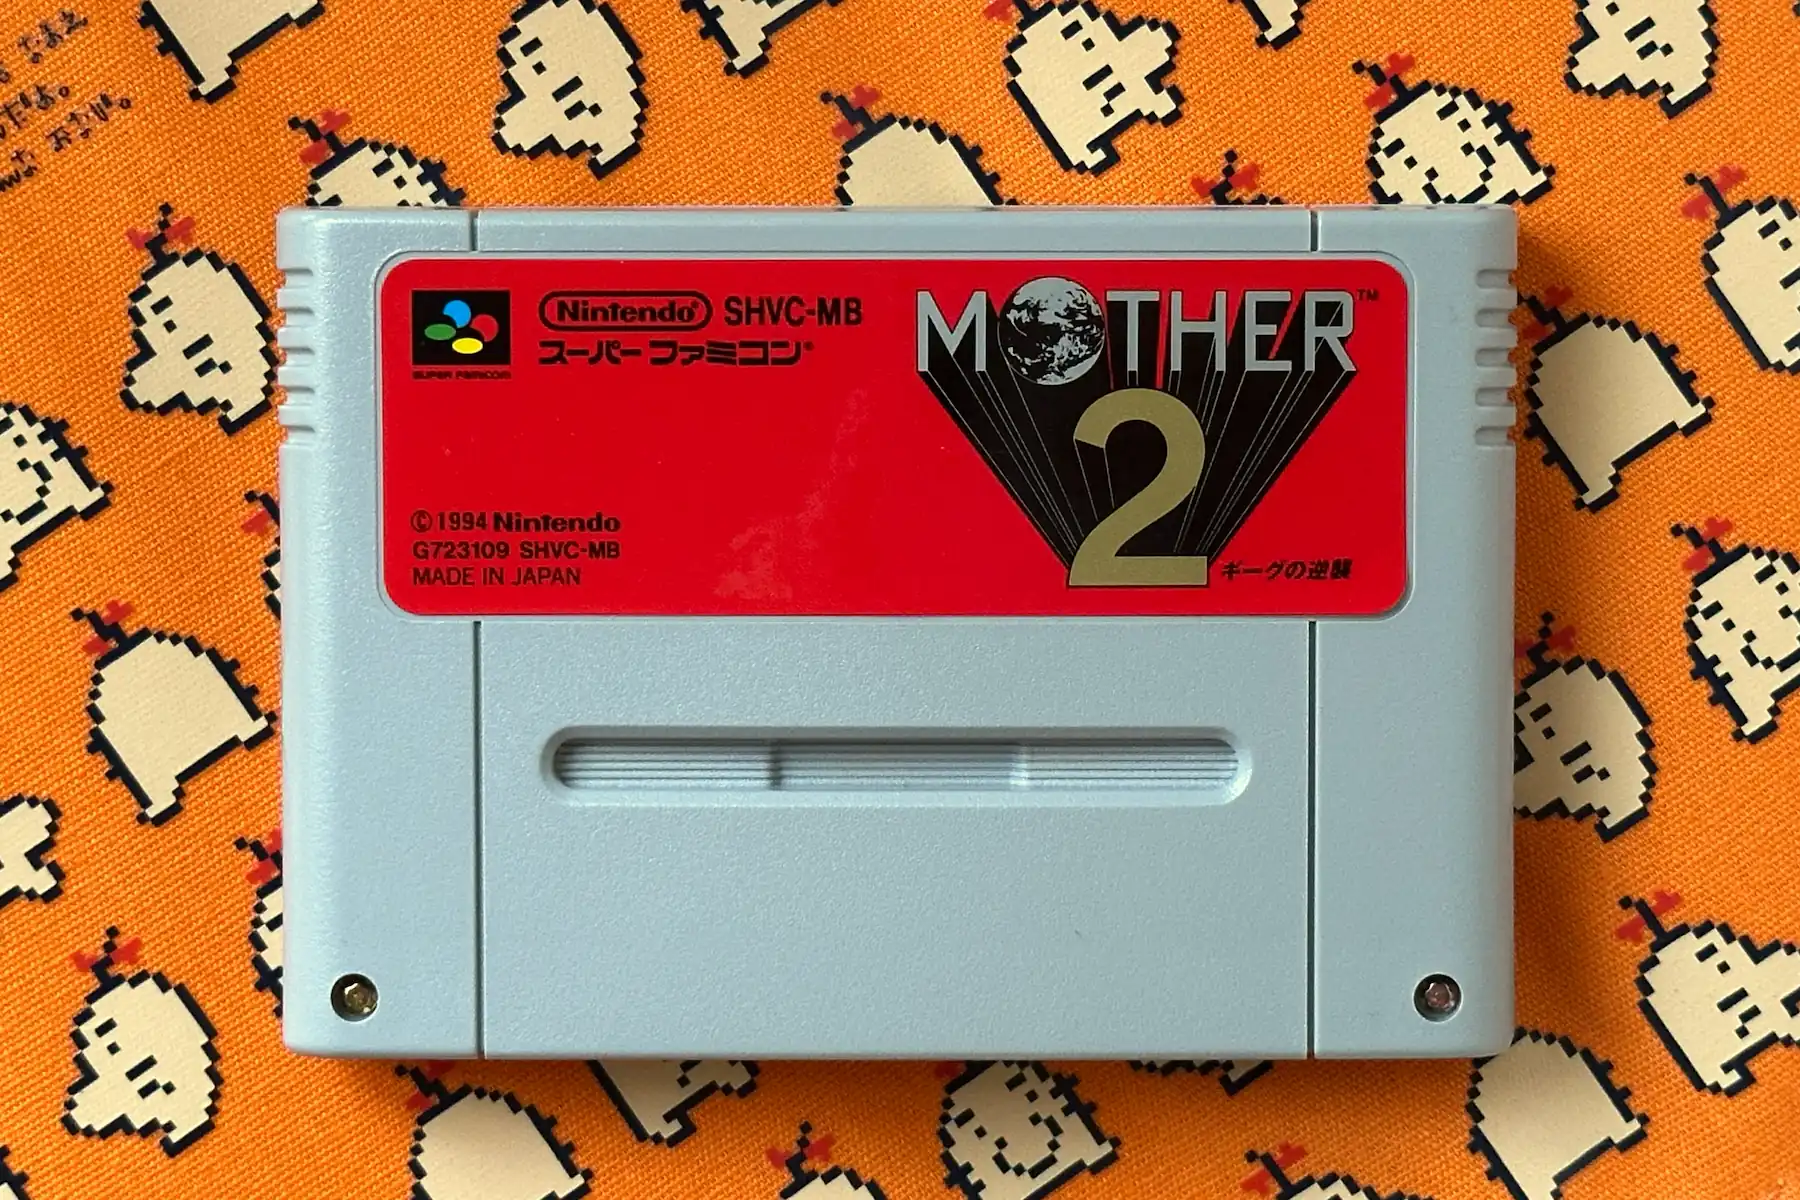 Nintendo® SHVC-MB
スーパーファミコン®
SUPER FAMICOM
MOTHER™
2
ギーグの逆襲
©1994 Nintendo
G723109 SHVC-MB
MADE IN JAPAN